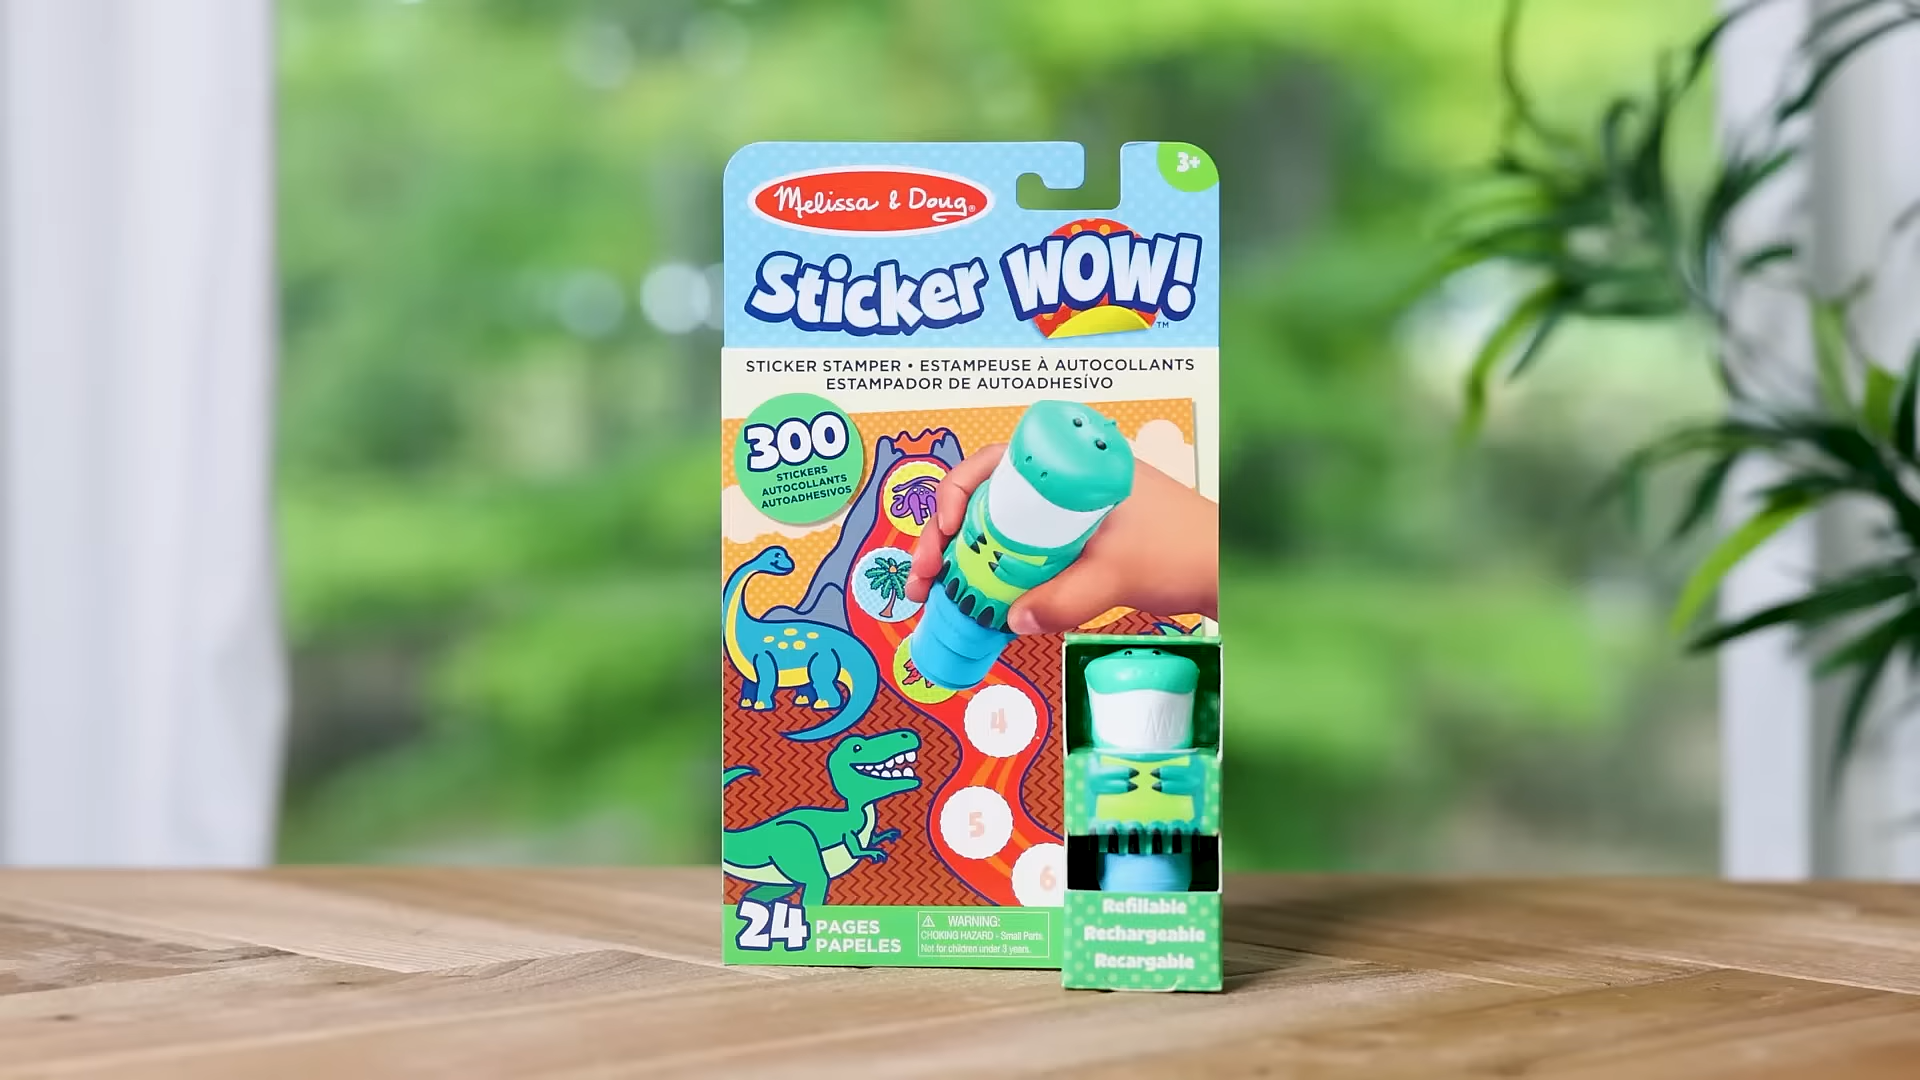 Melissa & Doug®
3+
Sticker WOW!™
STICKER STAMPER • ESTAMPEUSE À AUTOCOLLANTS
ESTAMPADOR DE AUTOADHESÍVO
300
STICKERS
AUTOCOLLANTS
AUTOADHESIVOS
4
5
6
24 PAGES
PAPELES
WARNING:
CHOKING HAZARD - Small Parts.
Not for children under 3 years.
Refillable
Rechargeable
Recargable